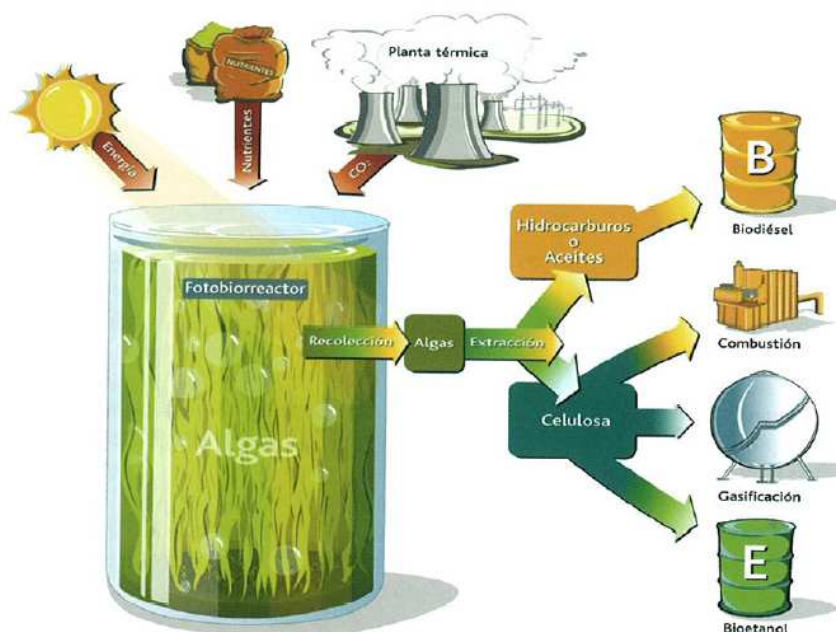 Planta térmica
NUTRIENTES
Energía
Nutrientes
CO₂
Fotobiorreactor
Algas
Recolección
Algas
Extracción
Hidrocarburos
o
Aceites
Celulosa
B
Biodiésel
Combustión
Gasificación
E
Bioetanol